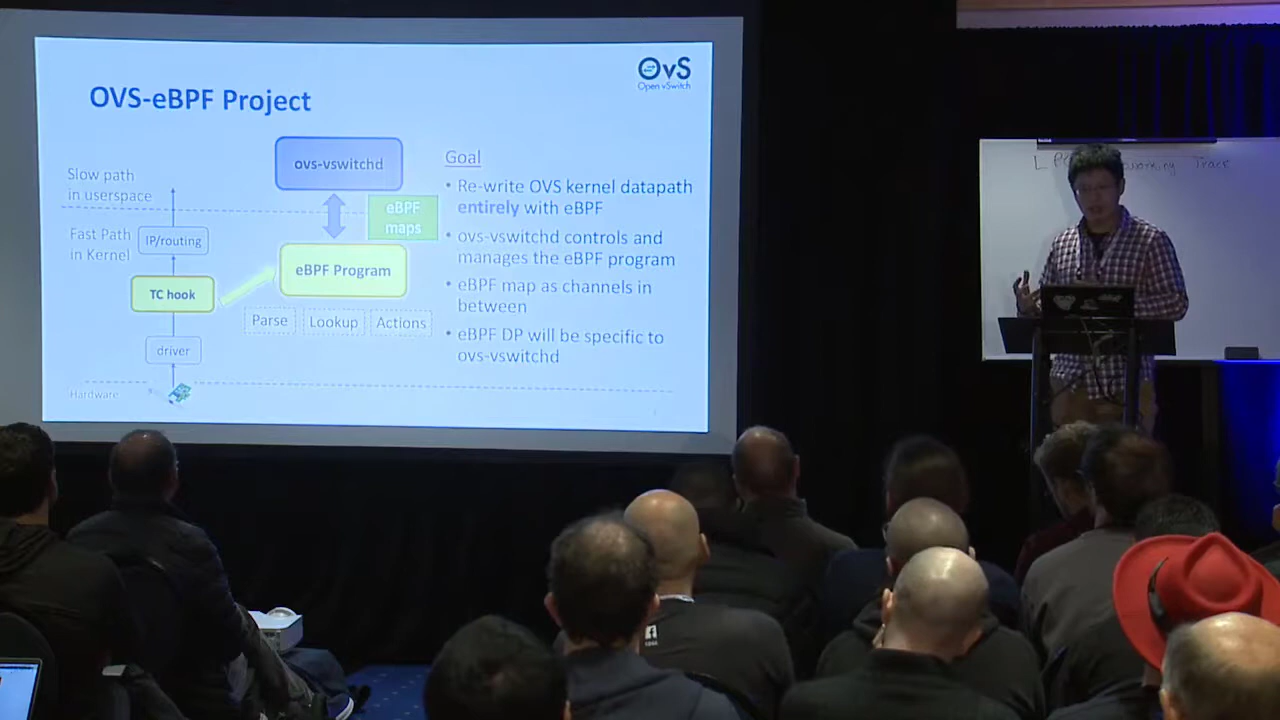 OVS-eBPF Project
OvS
Open vSwitch
Slow path
in userspace
Fast Path
in Kernel
IP/routing
TC hook
driver
Hardware
ovs-vswitchd
eBPF
maps
eBPF Program
Parse
Lookup
Actions
Goal
• Re-write OVS kernel datapath
entirely with eBPF
• ovs-vswitchd controls and
manages the eBPF program
• eBPF map as channels in
between
• eBPF DP will be specific to
ovs-vswitchd
Track